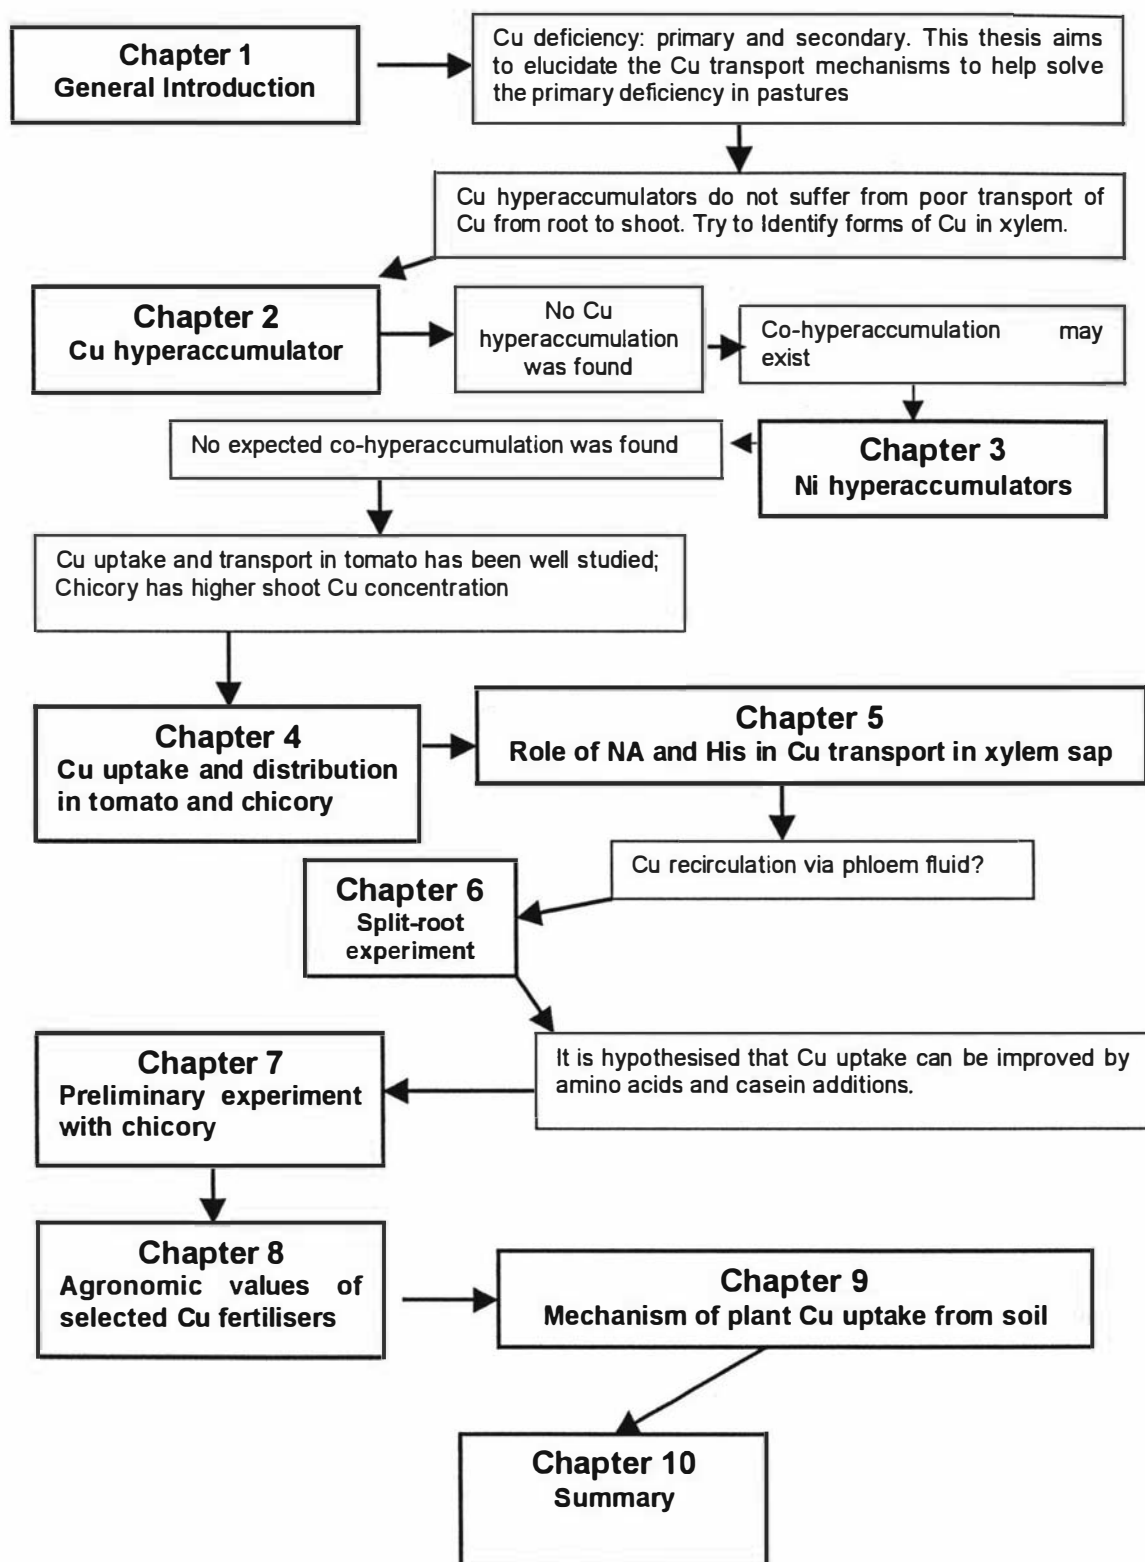 Chapter 1
General Introduction
Cu deficiency: primary and secondary. This thesis aims
to elucidate the Cu transport mechanisms to help solve
the primary deficiency in pastures
Cu hyperaccumulators do not suffer from poor transport of
Cu from root to shoot. Try to Identify forms of Cu in xylem.
Chapter 2
Cu hyperaccumulator
No Cu
hyperaccumulation
was found
Co-hyperaccumulation may
exist
Chapter 3
Ni hyperaccumulators
No expected co-hyperaccumulation was found
Cu uptake and transport in tomato has been well studied;
Chicory has higher shoot Cu concentration
Chapter 4
Cu uptake and distribution
in tomato and chicory
Chapter 5
Role of NA and His in Cu transport in xylem sap
Cu recirculation via phloem fluid?
Chapter 6
Split-root
experiment
It is hypothesised that Cu uptake can be improved by
amino acids and casein additions.
Chapter 7
Preliminary experiment
with chicory
Chapter 8
Agronomic values of
selected Cu fertilisers
Chapter 9
Mechanism of plant Cu uptake from soil
Chapter 10
Summary